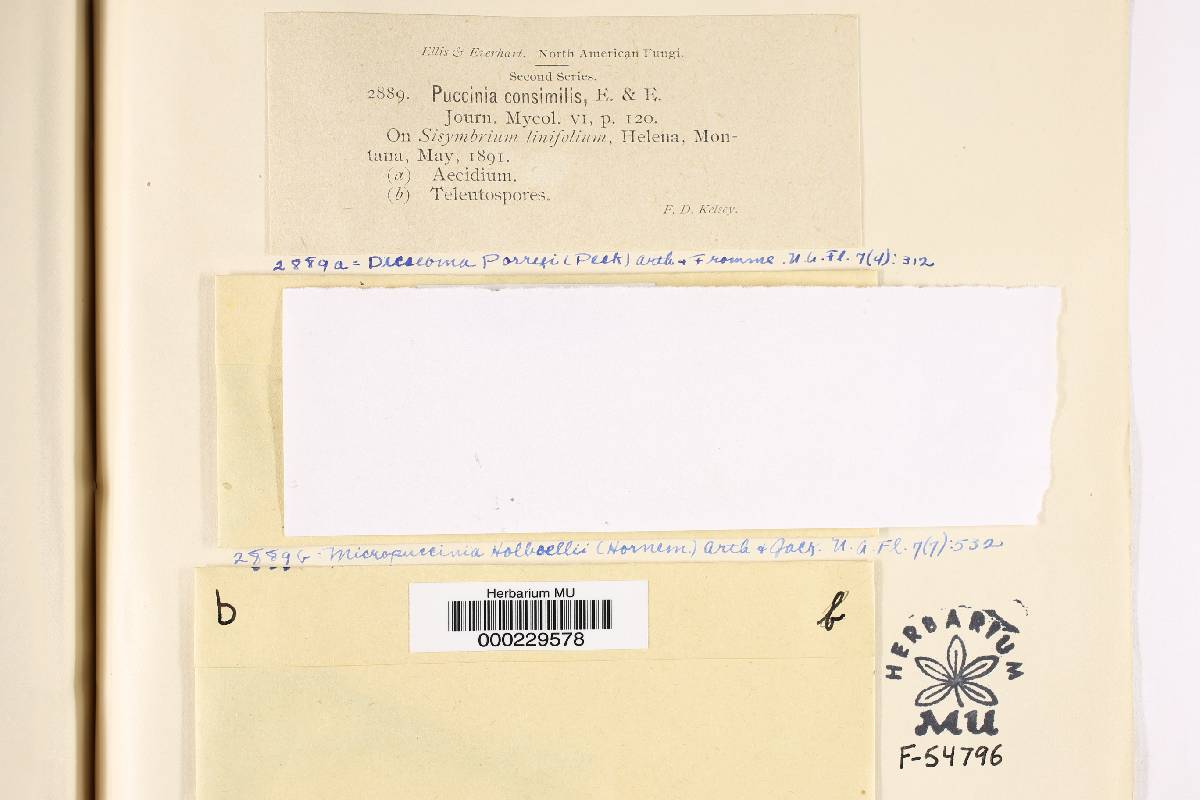 Ellis & Everhart. North American Fungi.
Second Series.
2889. Puccinia consimilis, E. & E.
Journ. Mycol. VI, p. 120.
On Sisymbrium linifolium, Helena, Mon-
tana, May, 1891.
(a) Aecidium.
(b) Teleutospores.
F. D. Kelsey.
2889a = Dicaeoma Parregi (Peck) Arth & Fromme. N.A. Fl. 7(4): 312
2889b = Micropuccinia Holboellii (Hornem.) Arth & Jack. N.A. Fl. 7(7): 532
b
Herbarium MU
000229578
b
HERBARIUM
MU
F-54796